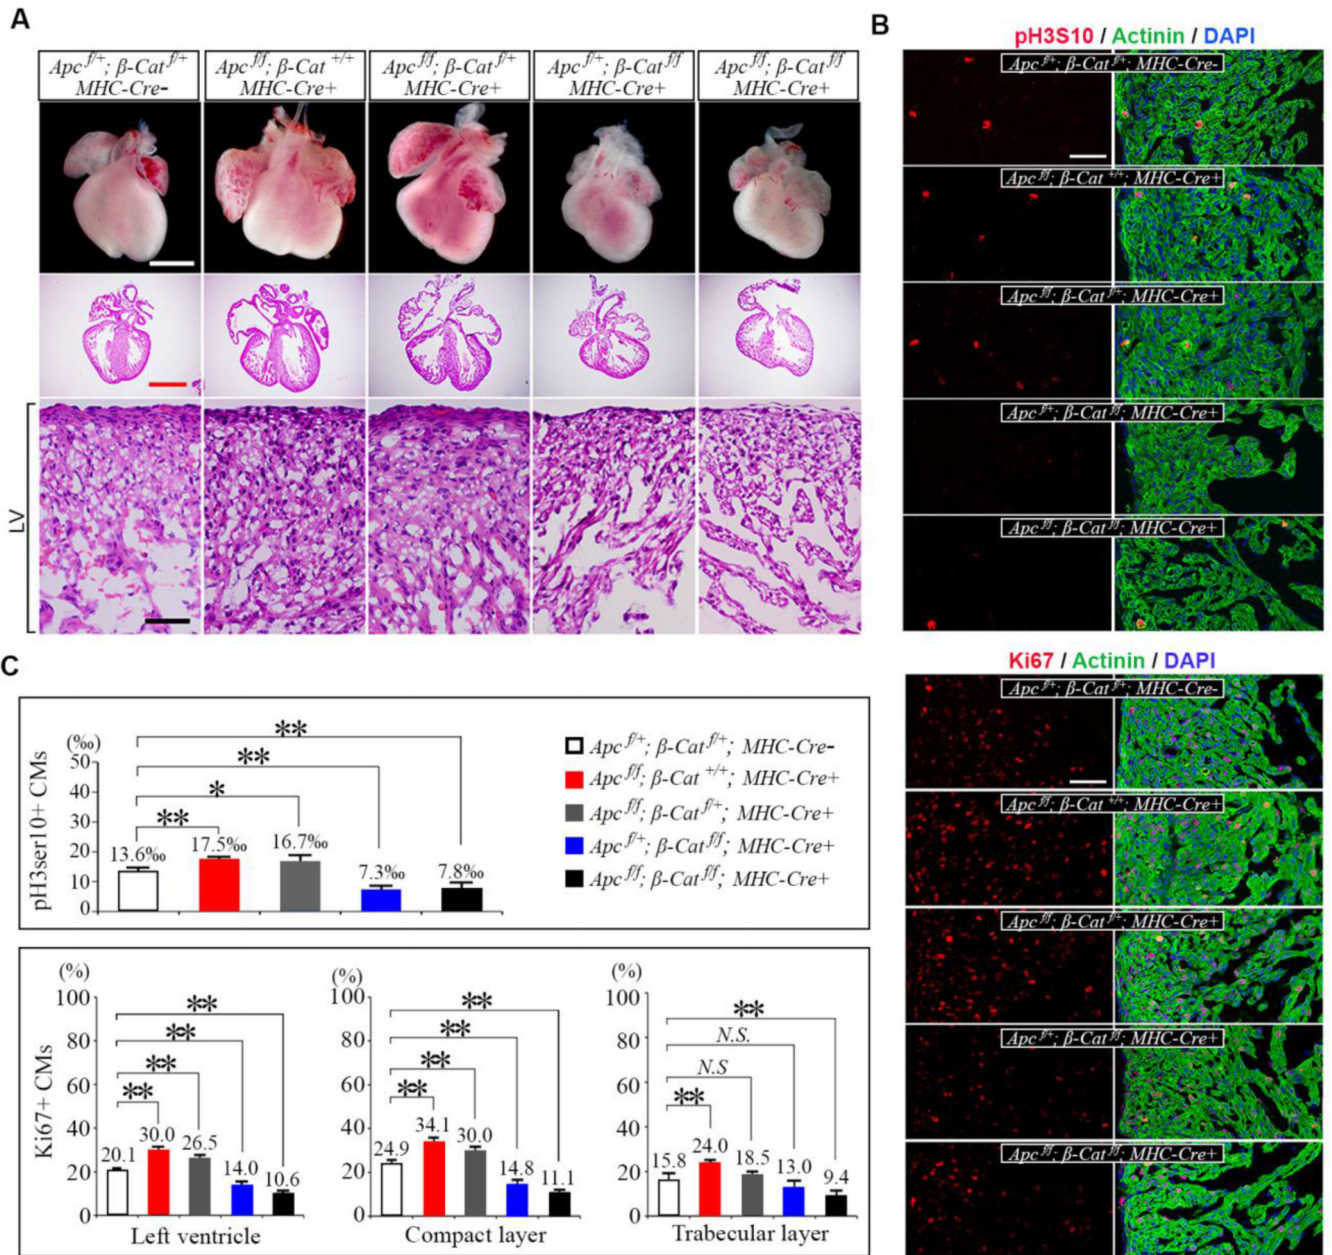 A
Apc f/+; β-Cat f/+
MHC-Cre-
Apc f/f; β-Cat +/+
MHC-Cre+
Apc f/f; β-Cat f/+
MHC-Cre+
Apc f/+; β-Cat f/f
MHC-Cre+
Apc f/f; β-Cat f/f
MHC-Cre+
LV
B
pH3S10 / Actinin / DAPI
Apc f/+; β-Cat f/+; MHC-Cre-
Apc f/f; β-Cat +/+; MHC-Cre+
Apc f/f; β-Cat f/+; MHC-Cre+
Apc f/+; β-Cat f/f; MHC-Cre+
Apc f/f; β-Cat f/f; MHC-Cre+
Ki67 / Actinin / DAPI
Apc f/+; β-Cat f/+; MHC-Cre-
Apc f/f; β-Cat +/+; MHC-Cre+
Apc f/f; β-Cat f/+; MHC-Cre+
Apc f/+; β-Cat f/f; MHC-Cre+
Apc f/f; β-Cat f/f; MHC-Cre+
C
pH3ser10+ CMs
(‰)
50
40
30
20
10
0
**
**
*
**
13.6‰
17.5‰
16.7‰
7.3‰
7.8‰
Apc f/+; β-Cat f/+; MHC-Cre-
Apc f/f; β-Cat +/+; MHC-Cre+
Apc f/f; β-Cat f/+; MHC-Cre+
Apc f/+; β-Cat f/f; MHC-Cre+
Apc f/f; β-Cat f/f; MHC-Cre+
Ki67+ CMs
(%)
100
80
60
40
20
0
**
**
**
**
20.1
30.0
26.5
14.0
10.6
Left ventricle
(%)
100
80
60
40
20
0
**
**
**
**
24.9
34.1
30.0
14.8
11.1
Compact layer
(%)
100
80
60
40
20
0
**
N.S.
N.S
**
15.8
24.0
18.5
13.0
9.4
Trabecular layer